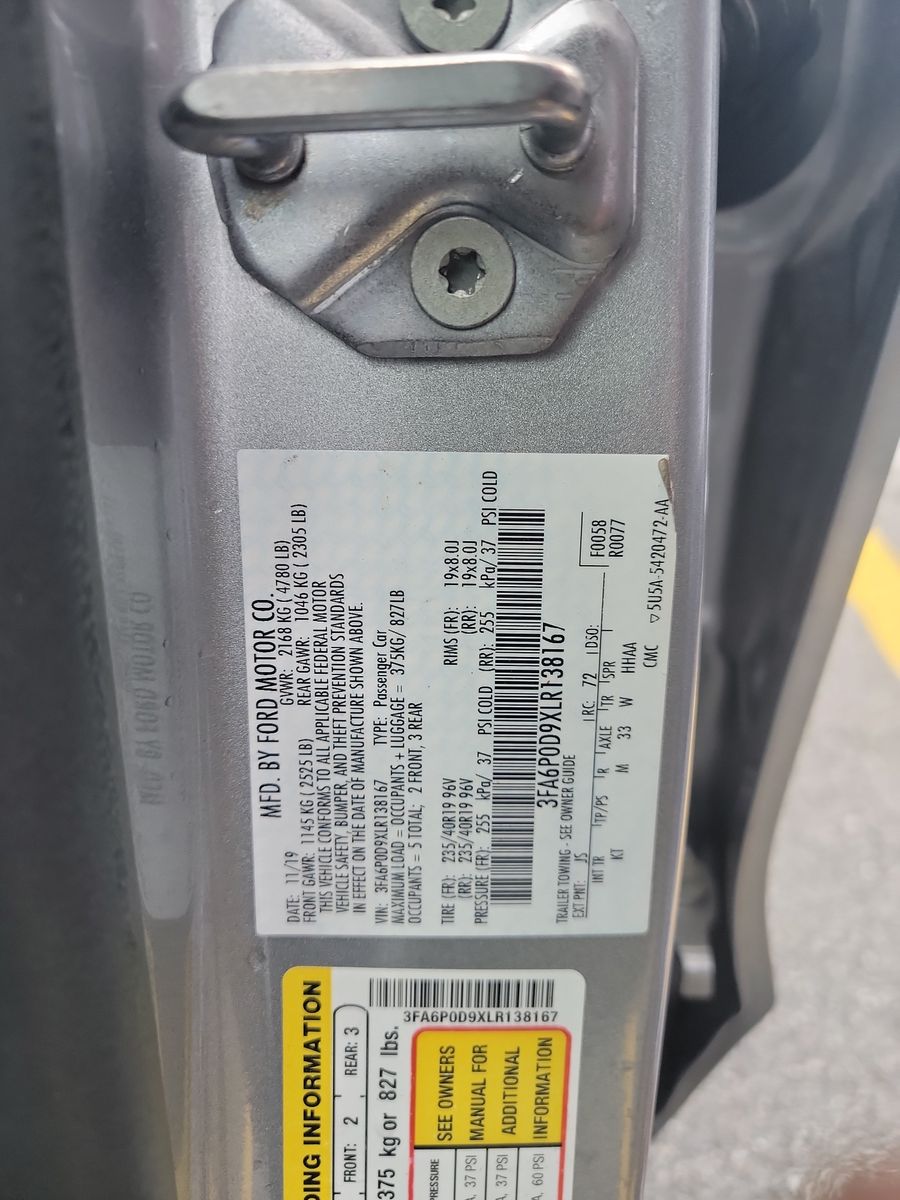 MFD. BY FORD MOTOR CO.
DATE: 11/19 GVWR: 2168 KG ( 4780 LB)
FRONT GAWR: 1145 KG ( 2525 LB) REAR GAWR: 1046 KG ( 2305 LB)
THIS VEHICLE CONFORMS TO ALL APPLICABLE FEDERAL MOTOR
VEHICLE SAFETY, BUMPER, AND THEFT PREVENTION STANDARDS
IN EFFECT ON THE DATE OF MANUFACTURE SHOWN ABOVE.
VIN: 3FA6P0D9XLR138167 TYPE: Passenger Car
MAXIMUM LOAD = OCCUPANTS + LUGGAGE = 375KG/ 827LB
OCCUPANTS = 5 TOTAL; 2 FRONT, 3 REAR
TIRE (FR): 235/40R19 96V RIMS (FR): 19x8.0J
(RR): 235/40R19 96V (RR): 19x8.0J
PRESSURE (FR): 255 kPa/ 37 PSI COLD (RR): 255 kPa/ 37 PSI COLD
3FA6P0D9XLR138167
TRAILER TOWING - SEE OWNER GUIDE
EXT PNT: JS RC: 72 DSO: F0058
INT TR TP/PS R AXLE TR SPR R0077
KT M 33 W HHAA
CMC ▽5U5A-5420472-AA
DING INFORMATION
FRONT: 2 REAR: 3
375 kg or 827 lbs.
3FA6P0D9XLR138167
PRESSURE SEE OWNERS
A, 37 PSI MANUAL FOR
A, 37 PSI ADDITIONAL
A, 60 PSI INFORMATION